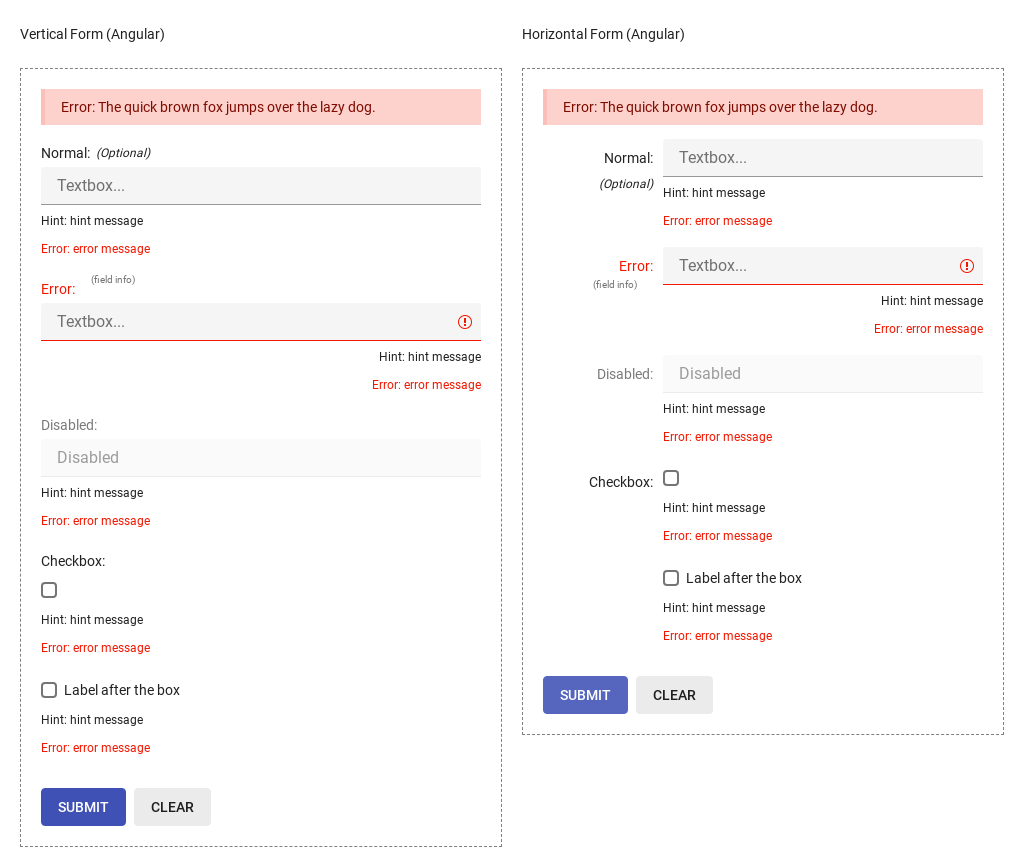 Vertical Form (Angular)
Error: The quick brown fox jumps over the lazy dog.
Normal: (Optional)
Textbox...
Hint: hint message
Error: error message
Error: (field info)
Textbox...
Hint: hint message
Error: error message
Disabled:
Disabled
Hint: hint message
Error: error message
Checkbox:
Hint: hint message
Error: error message
Label after the box
Hint: hint message
Error: error message
SUBMIT CLEAR
Horizontal Form (Angular)
Error: The quick brown fox jumps over the lazy dog.
Normal: Textbox...
(Optional) Hint: hint message
Error: error message
Error: Textbox...
(field info)
Hint: hint message
Error: error message
Disabled: Disabled
Hint: hint message
Error: error message
Checkbox:
Hint: hint message
Error: error message
Label after the box
Hint: hint message
Error: error message
SUBMIT CLEAR